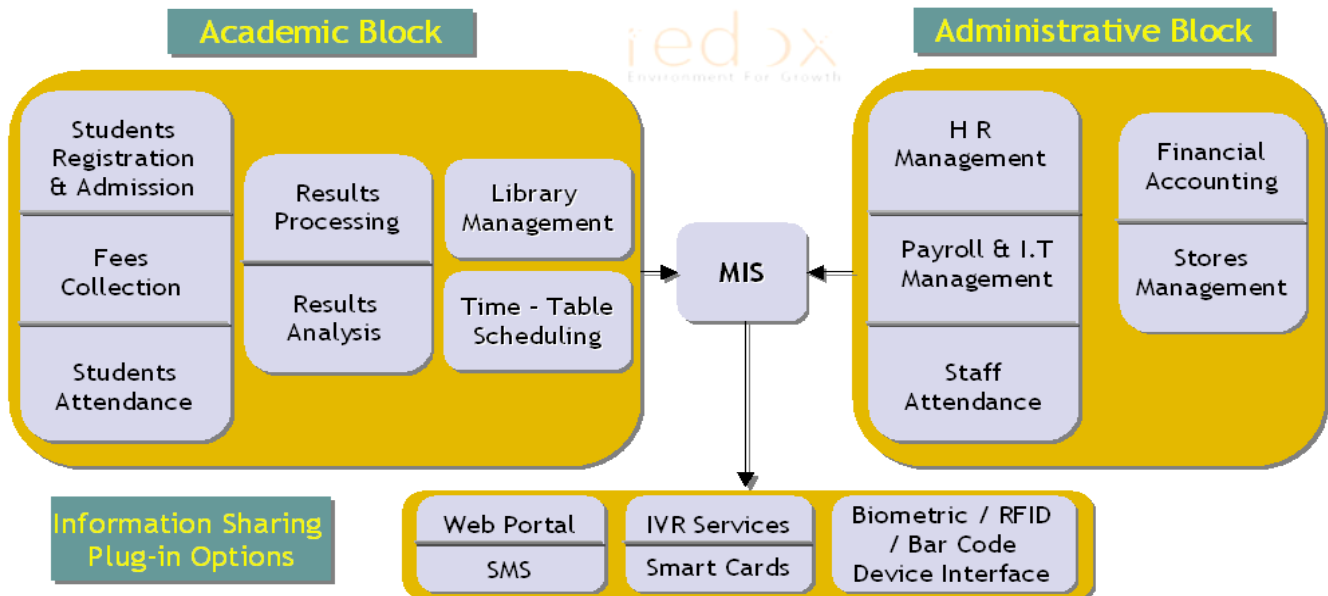 Academic Block
iedox
Environment For Growth
Administrative Block
Students
Registration
& Admission
Fees
Collection
Students
Attendance
Results
Processing
Results
Analysis
Library
Management
Time - Table
Scheduling
MIS
H R
Management
Payroll & I.T
Management
Staff
Attendance
Financial
Accounting
Stores
Management
Information Sharing
Plug-in Options
Web Portal
SMS
IVR Services
Smart Cards
Biometric / RFID
/ Bar Code
Device Interface